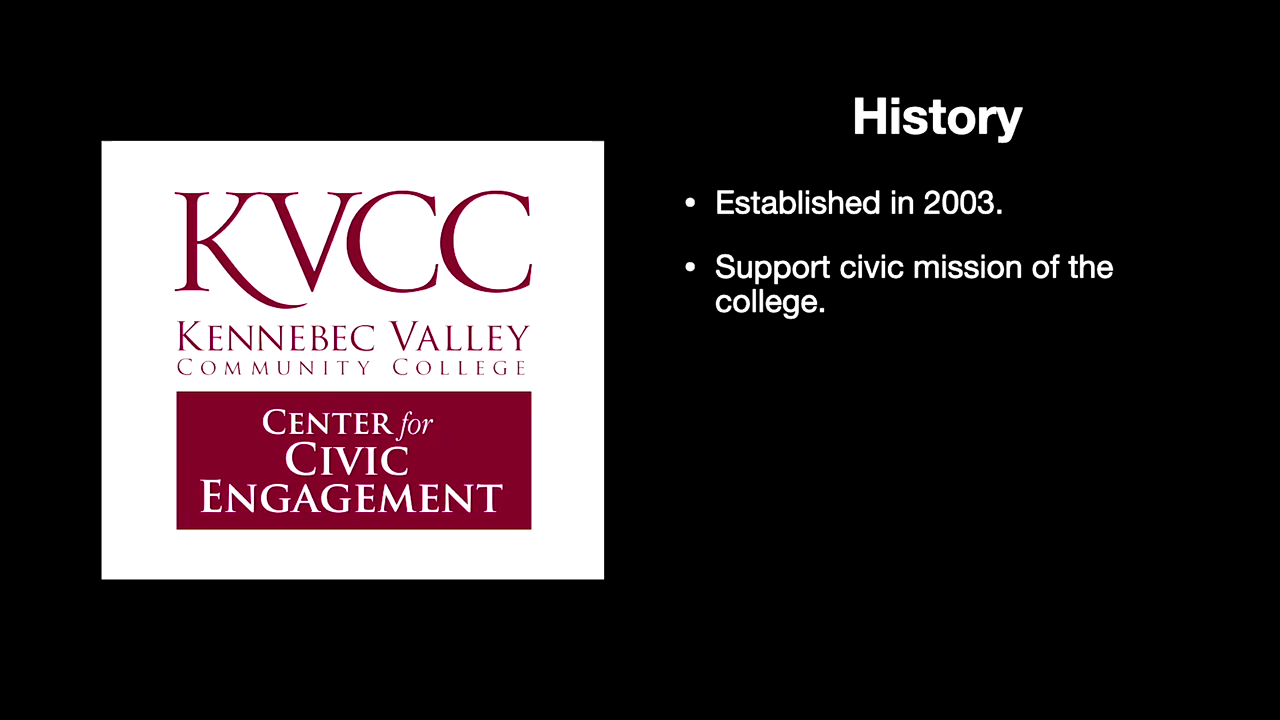 KVCC
KENNEBEC VALLEY
COMMUNITY COLLEGE
CENTER for
CIVIC
ENGAGEMENT
History
• Established in 2003.
• Support civic mission of the
college.